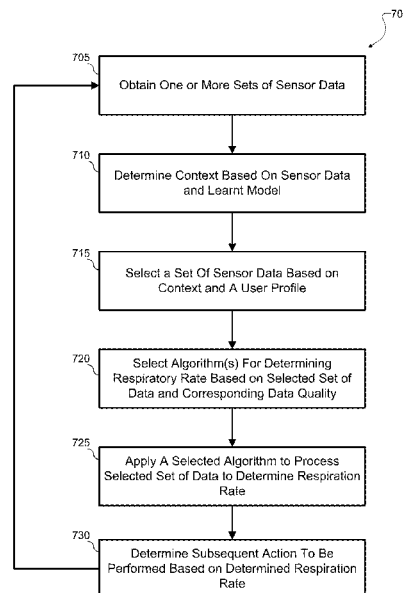 70
705
Obtain One or More Sets of Sensor Data
710
Determine Context Based On Sensor Data
and Learnt Model
715
Select a Set Of Sensor Data Based on
Context and A User Profile
720
Select Algorithm(s) For Determining
Respiratory Rate Based on Selected Set of
Data and Corresponding Data Quality
725
Apply A Selected Algorithm to Process
Selected Set of Data to Determine Respiration
Rate
730
Determine Subsequent Action To Be
Performed Based on Determined Respiration
Rate